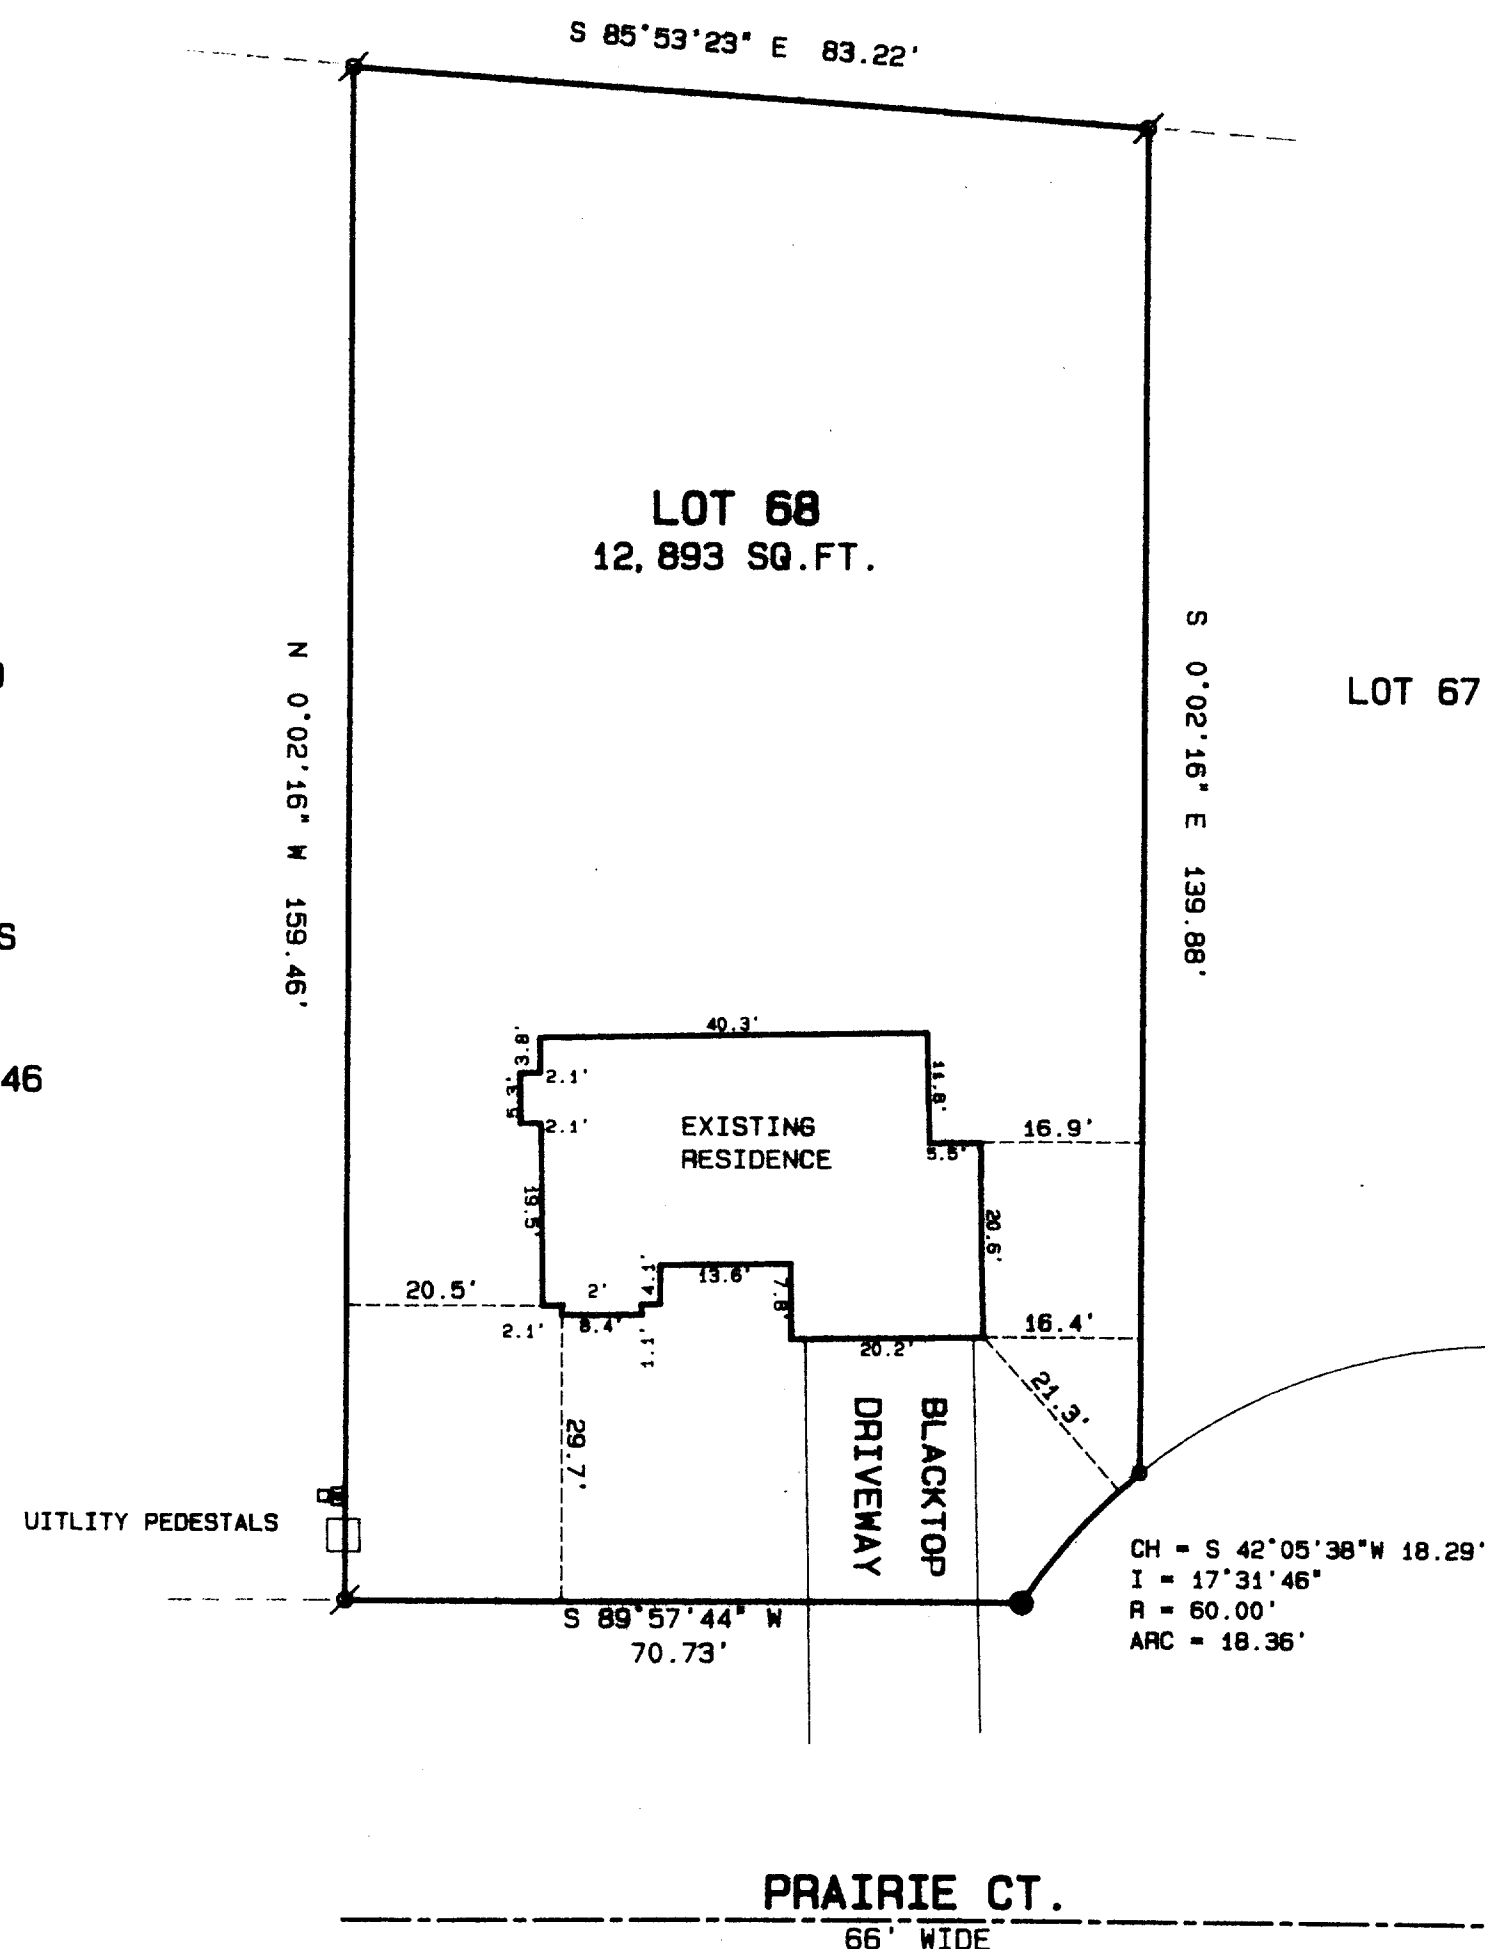 S 85°53'23" E 83.22'
LOT 68
12,893 SQ.FT.
N 0°02'16" W 159.46'
S 0°02'16" E 139.88'
LOT 67
S
46
40.3'
3.8'
2.1'
5.3'
2.1'
11.8'
EXISTING
RESIDENCE
16.9'
5.5'
19.5'
20.6'
4.1'
13.6'
7.8'
20.5'
2'
8.4'
2.1'
1.1'
16.4'
20.2'
21.3'
29.7'
BLACKTOP
DRIVEWAY
UITLITY PEDESTALS
S 89°57'44" W
70.73'
CH = S 42°05'38"W 18.29'
I = 17°31'46"
R = 60.00'
ARC = 18.36'
PRAIRIE CT.
66' WIDE